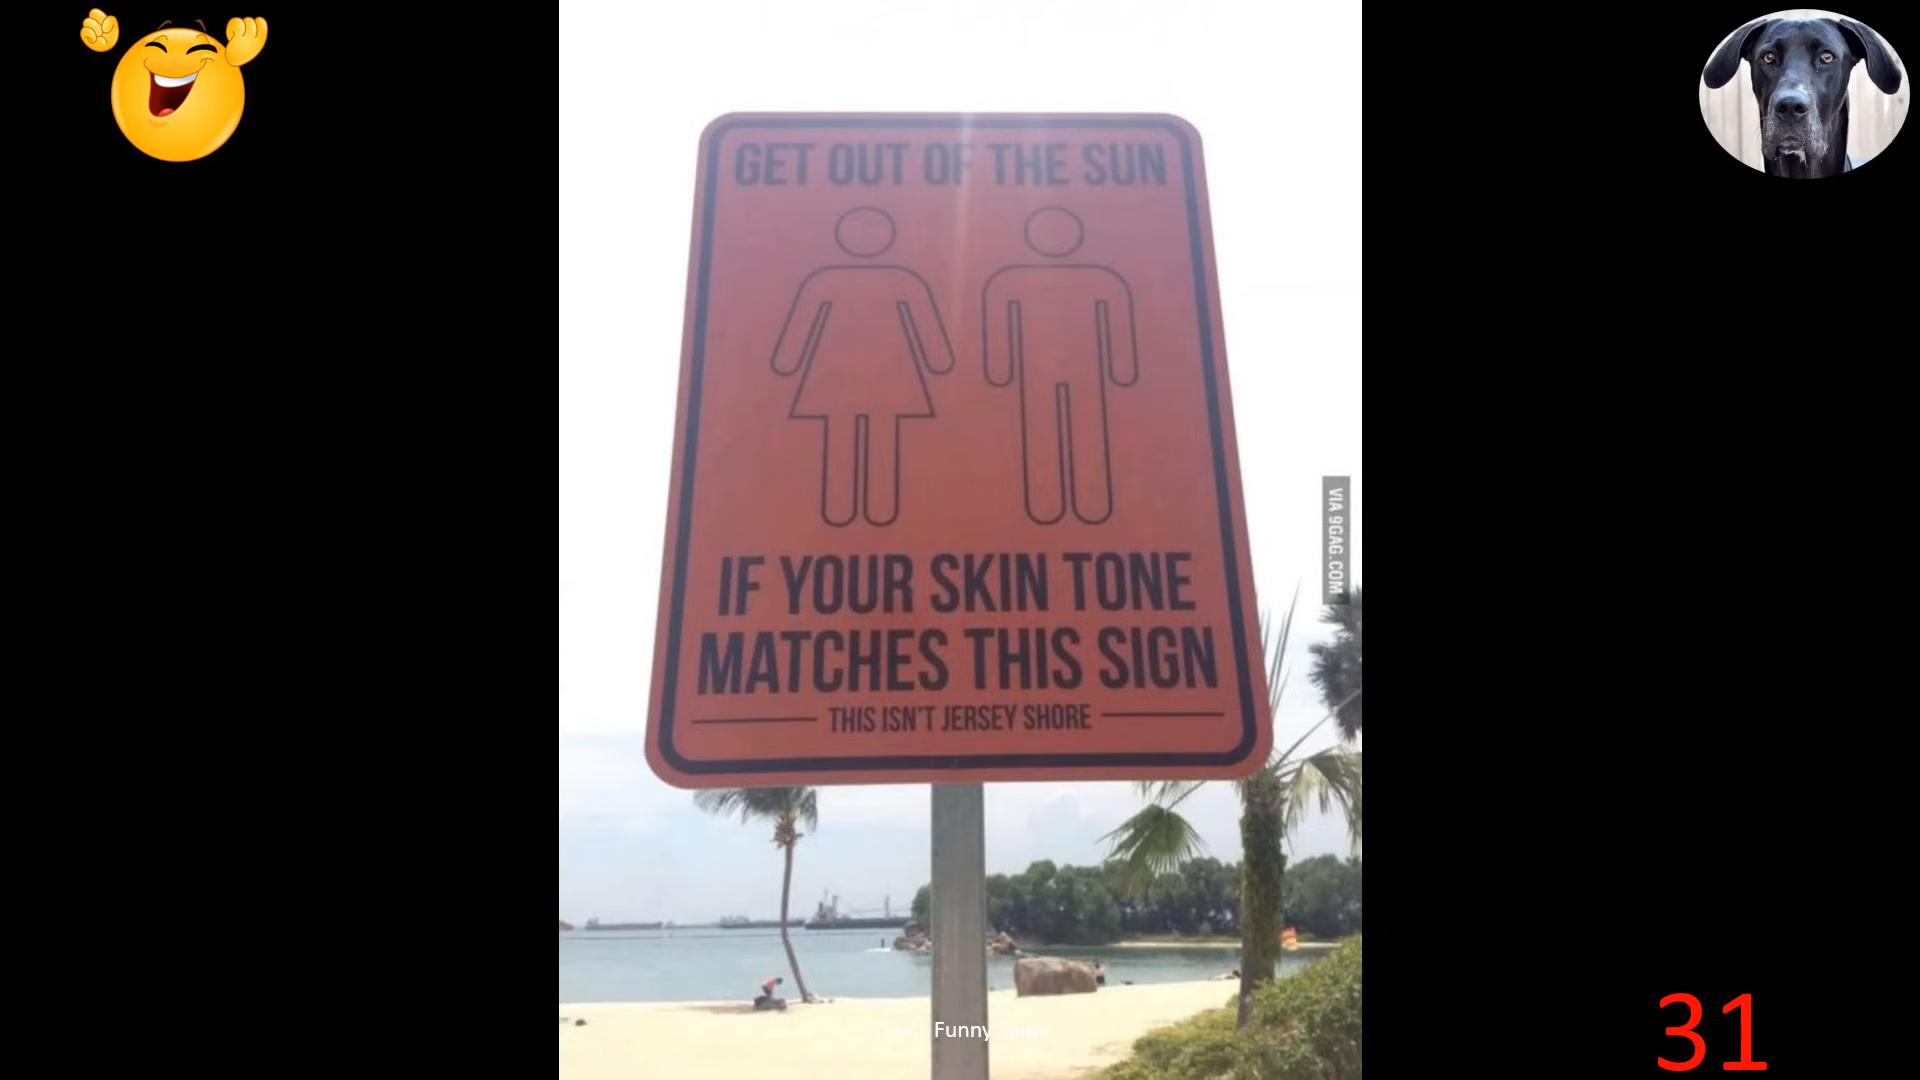 GET OUT OF THE SUN
IF YOUR SKIN TONE
MATCHES THIS SIGN
THIS ISN'T JERSEY SHORE
VIA 9GAG.COM
Funny
31